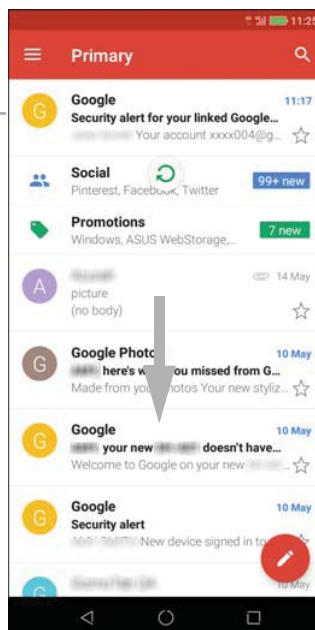 11:25
Primary
Google 11:17
Security alert for your linked Google...
Your account xxxx004@g...
Social
Pinterest, Facebook, Twitter 99+ new
Promotions
Windows, ASUS WebStorage,... 7 new
A 14 May
picture
(no body)
G Google Photo 10 May
here's you missed from G...
Made from photos Your new styliz...
G Google 10 May
your new doesn't have...
Welcome to Google on your new
G Google 10 May
Security alert
New device signed in to
10 May